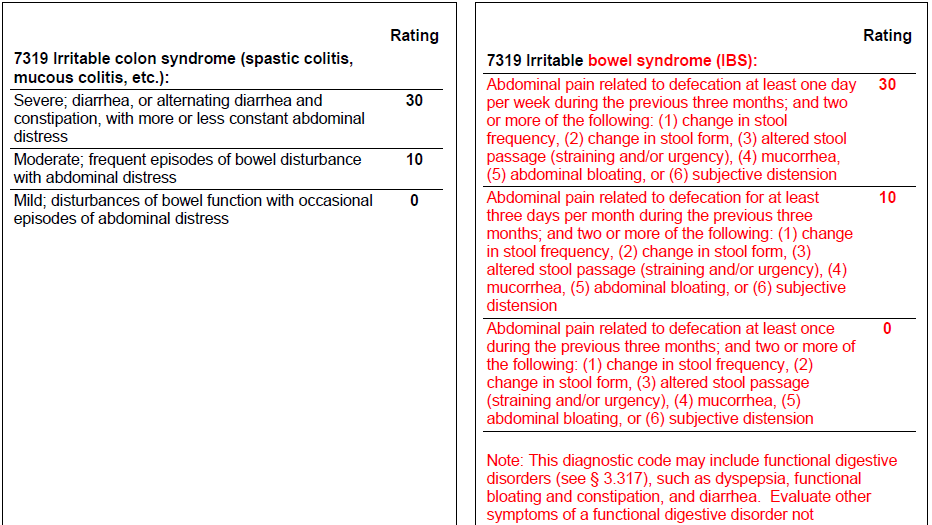 Rating
7319 Irritable colon syndrome (spastic colitis,
mucous colitis, etc.):
Severe; diarrhea, or alternating diarrhea and 30
constipation, with more or less constant abdominal
distress
Moderate; frequent episodes of bowel disturbance 10
with abdominal distress
Mild; disturbances of bowel function with occasional 0
episodes of abdominal distress
Rating
7319 Irritable bowel syndrome (IBS):
Abdominal pain related to defecation at least one day 30
per week during the previous three months; and two
or more of the following: (1) change in stool
frequency, (2) change in stool form, (3) altered stool
passage (straining and/or urgency), (4) mucorrhea,
(5) abdominal bloating, or (6) subjective distension
Abdominal pain related to defecation for at least 10
three days per month during the previous three
months; and two or more of the following: (1) change
in stool frequency, (2) change in stool form, (3)
altered stool passage (straining and/or urgency), (4)
mucorrhea, (5) abdominal bloating, or (6) subjective
distension
Abdominal pain related to defecation at least once 0
during the previous three months; and two or more of
the following: (1) change in stool frequency, (2)
change in stool form, (3) altered stool passage
(straining and/or urgency), (4) mucorrhea, (5)
abdominal bloating, or (6) subjective distension
Note: This diagnostic code may include functional digestive
disorders (see § 3.317), such as dyspepsia, functional
bloating and constipation, and diarrhea. Evaluate other
symptoms of a functional digestive disorder not